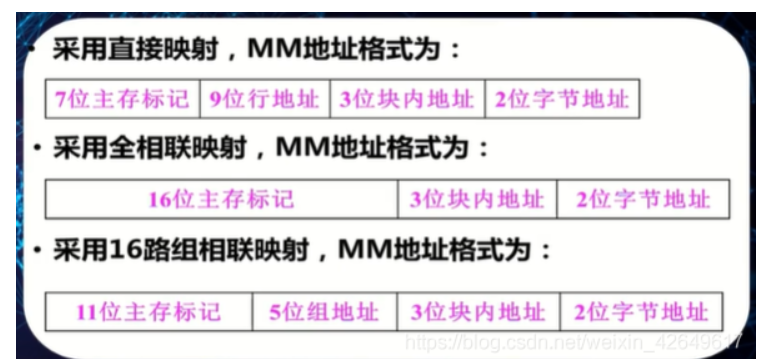 • 采用直接映射，MM地址格式为：
7位主存标记 9位行地址 3位块内地址 2位字节地址
• 采用全相联映射，MM地址格式为：
16位主存标记 3位块内地址 2位字节地址
• 采用16路组相联映射，MM地址格式为：
11位主存标记 5位组地址 3位块内地址 2位字节地址
https://blog.csdn.net/weixin_42649617